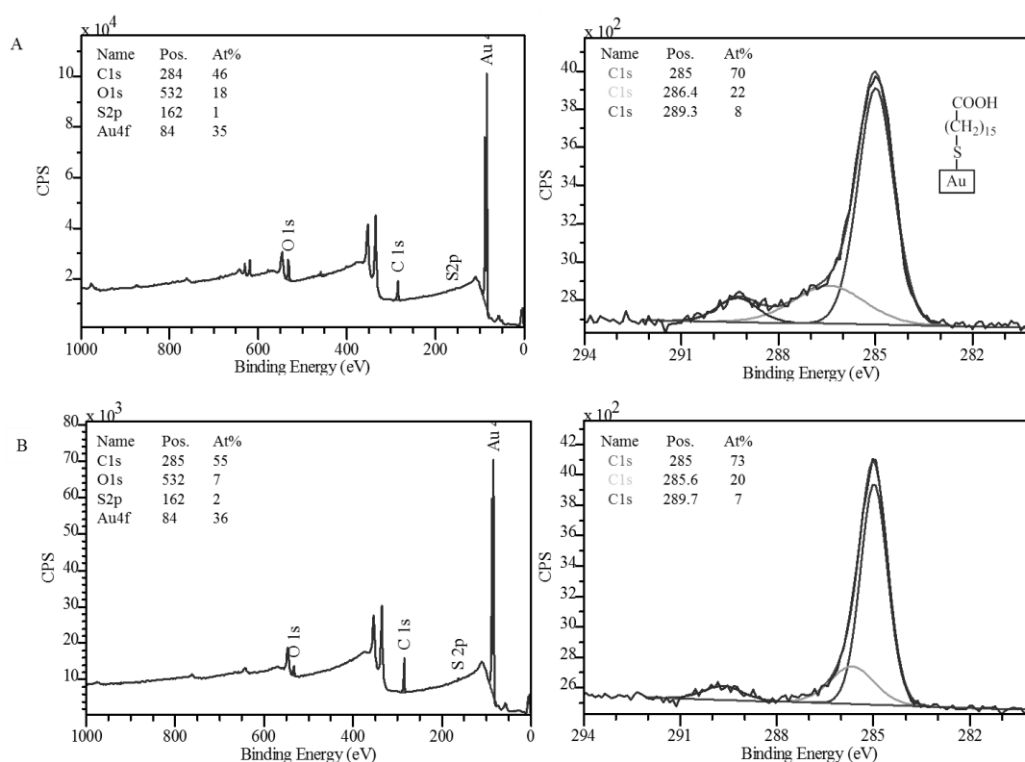 A
x 10^4
Name Pos. At%
C1s 284 46
O1s 532 18
S2p 162 1
Au4f 84 35
Au 4
10
8
6
4
2
CPS
O 1s
C 1s
S2p
1000 800 600 400 200 0
Binding Energy (eV)
x 10^2
Name Pos. At%
C1s 285 70
C1s 286.4 22
C1s 289.3 8
COOH
(CH2)15
S
Au
40
38
36
34
32
30
28
CPS
294 291 288 285 282
Binding Energy (eV)
B
x 10^3
Name Pos. At%
C1s 285 55
O1s 532 7
S2p 162 2
Au4f 84 36
Au 4
80
70
60
50
40
30
20
10
CPS
O 1s
C 1s
S 2p
1000 800 600 400 200 0
Binding Energy (eV)
x 10^2
Name Pos. At%
C1s 285 73
C1s 285.6 20
C1s 289.7 7
42
40
38
36
34
32
30
28
26
CPS
294 291 288 285 282
Binding Energy (eV)